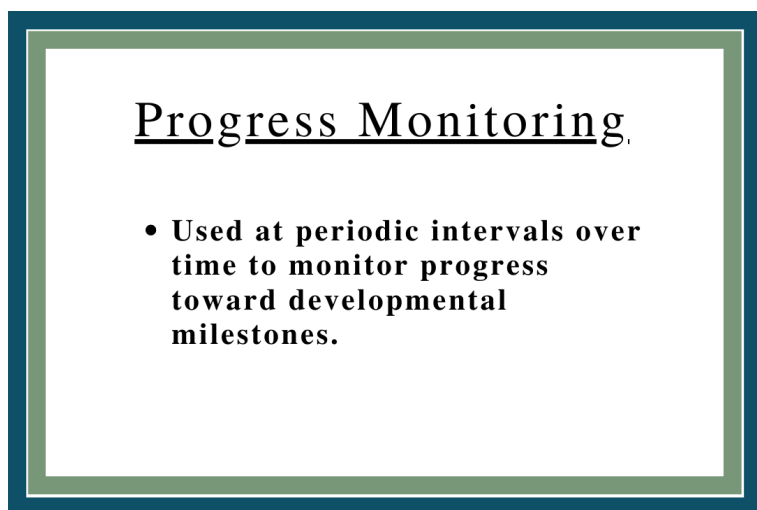 Progress Monitoring
• Used at periodic intervals over
time to monitor progress
toward developmental
milestones.